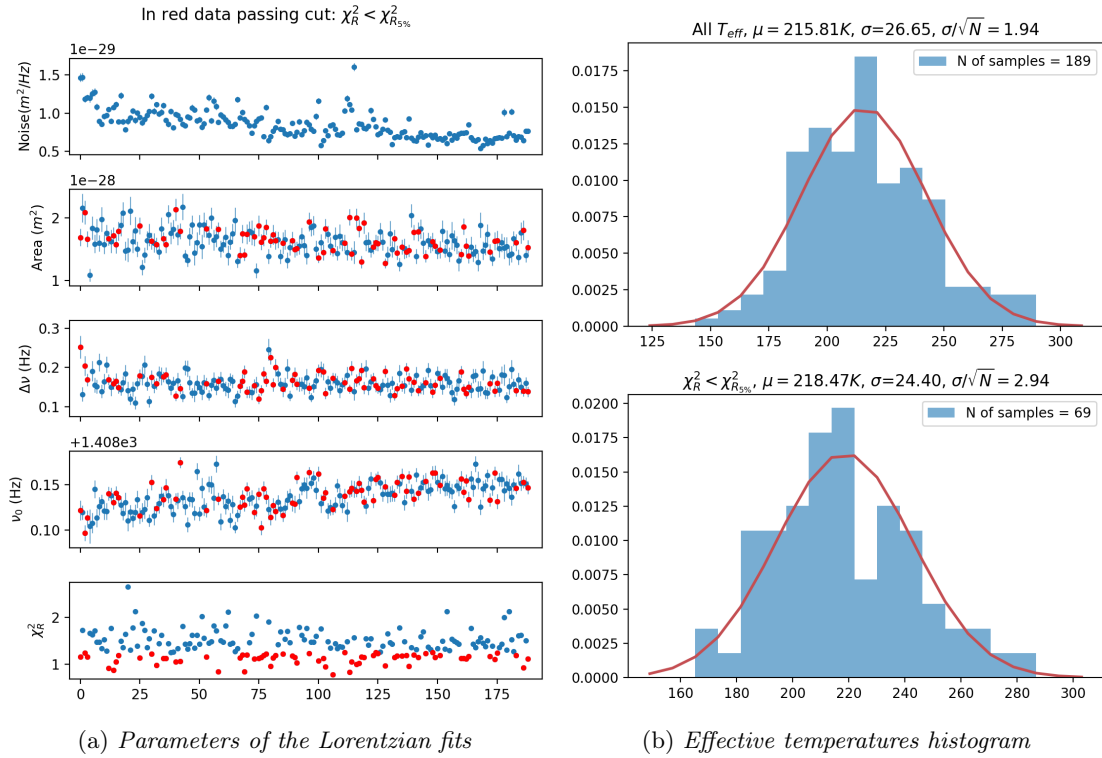 In red data passing cut: χ²_R < χ²_R5%
1e−29
1.5
1.0
0.5
Noise(m²/Hz)
1e−28
2
1
Area (m²)
0.3
0.2
0.1
Δν (Hz)
+1.408e3
0.15
0.10
ν₀ (Hz)
2
1
χ²_R
0 25 50 75 100 125 150 175
(a) Parameters of the Lorentzian fits
All T_eff, μ = 215.81K, σ=26.65, σ/√N = 1.94
N of samples = 189
0.0175
0.0150
0.0125
0.0100
0.0075
0.0050
0.0025
0.0000
125 150 175 200 225 250 275 300
χ²_R < χ²_R5%, μ = 218.47K, σ=24.40, σ/√N = 2.94
N of samples = 69
0.0200
0.0175
0.0150
0.0125
0.0100
0.0075
0.0050
0.0025
0.0000
160 180 200 220 240 260 280 300
(b) Effective temperatures histogram